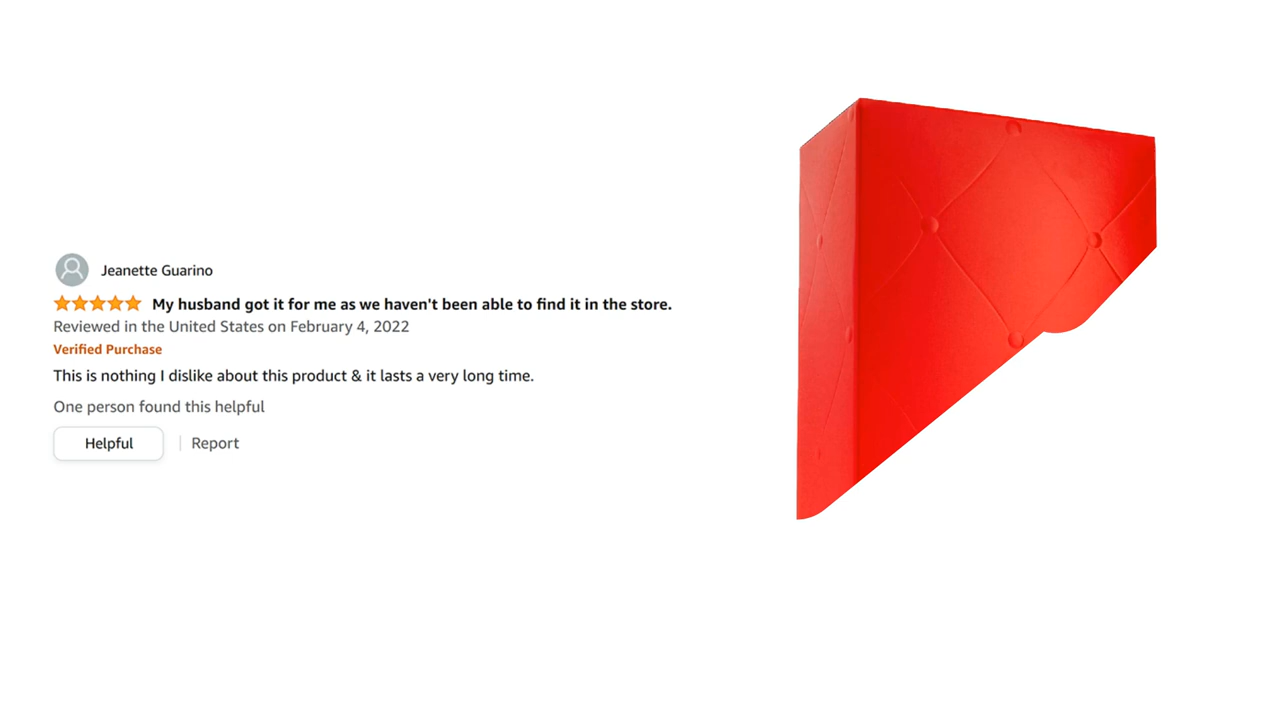 Jeanette Guarino
My husband got it for me as we haven't been able to find it in the store.
Reviewed in the United States on February 4, 2022
Verified Purchase
This is nothing I dislike about this product & it lasts a very long time.
One person found this helpful
Helpful
Report